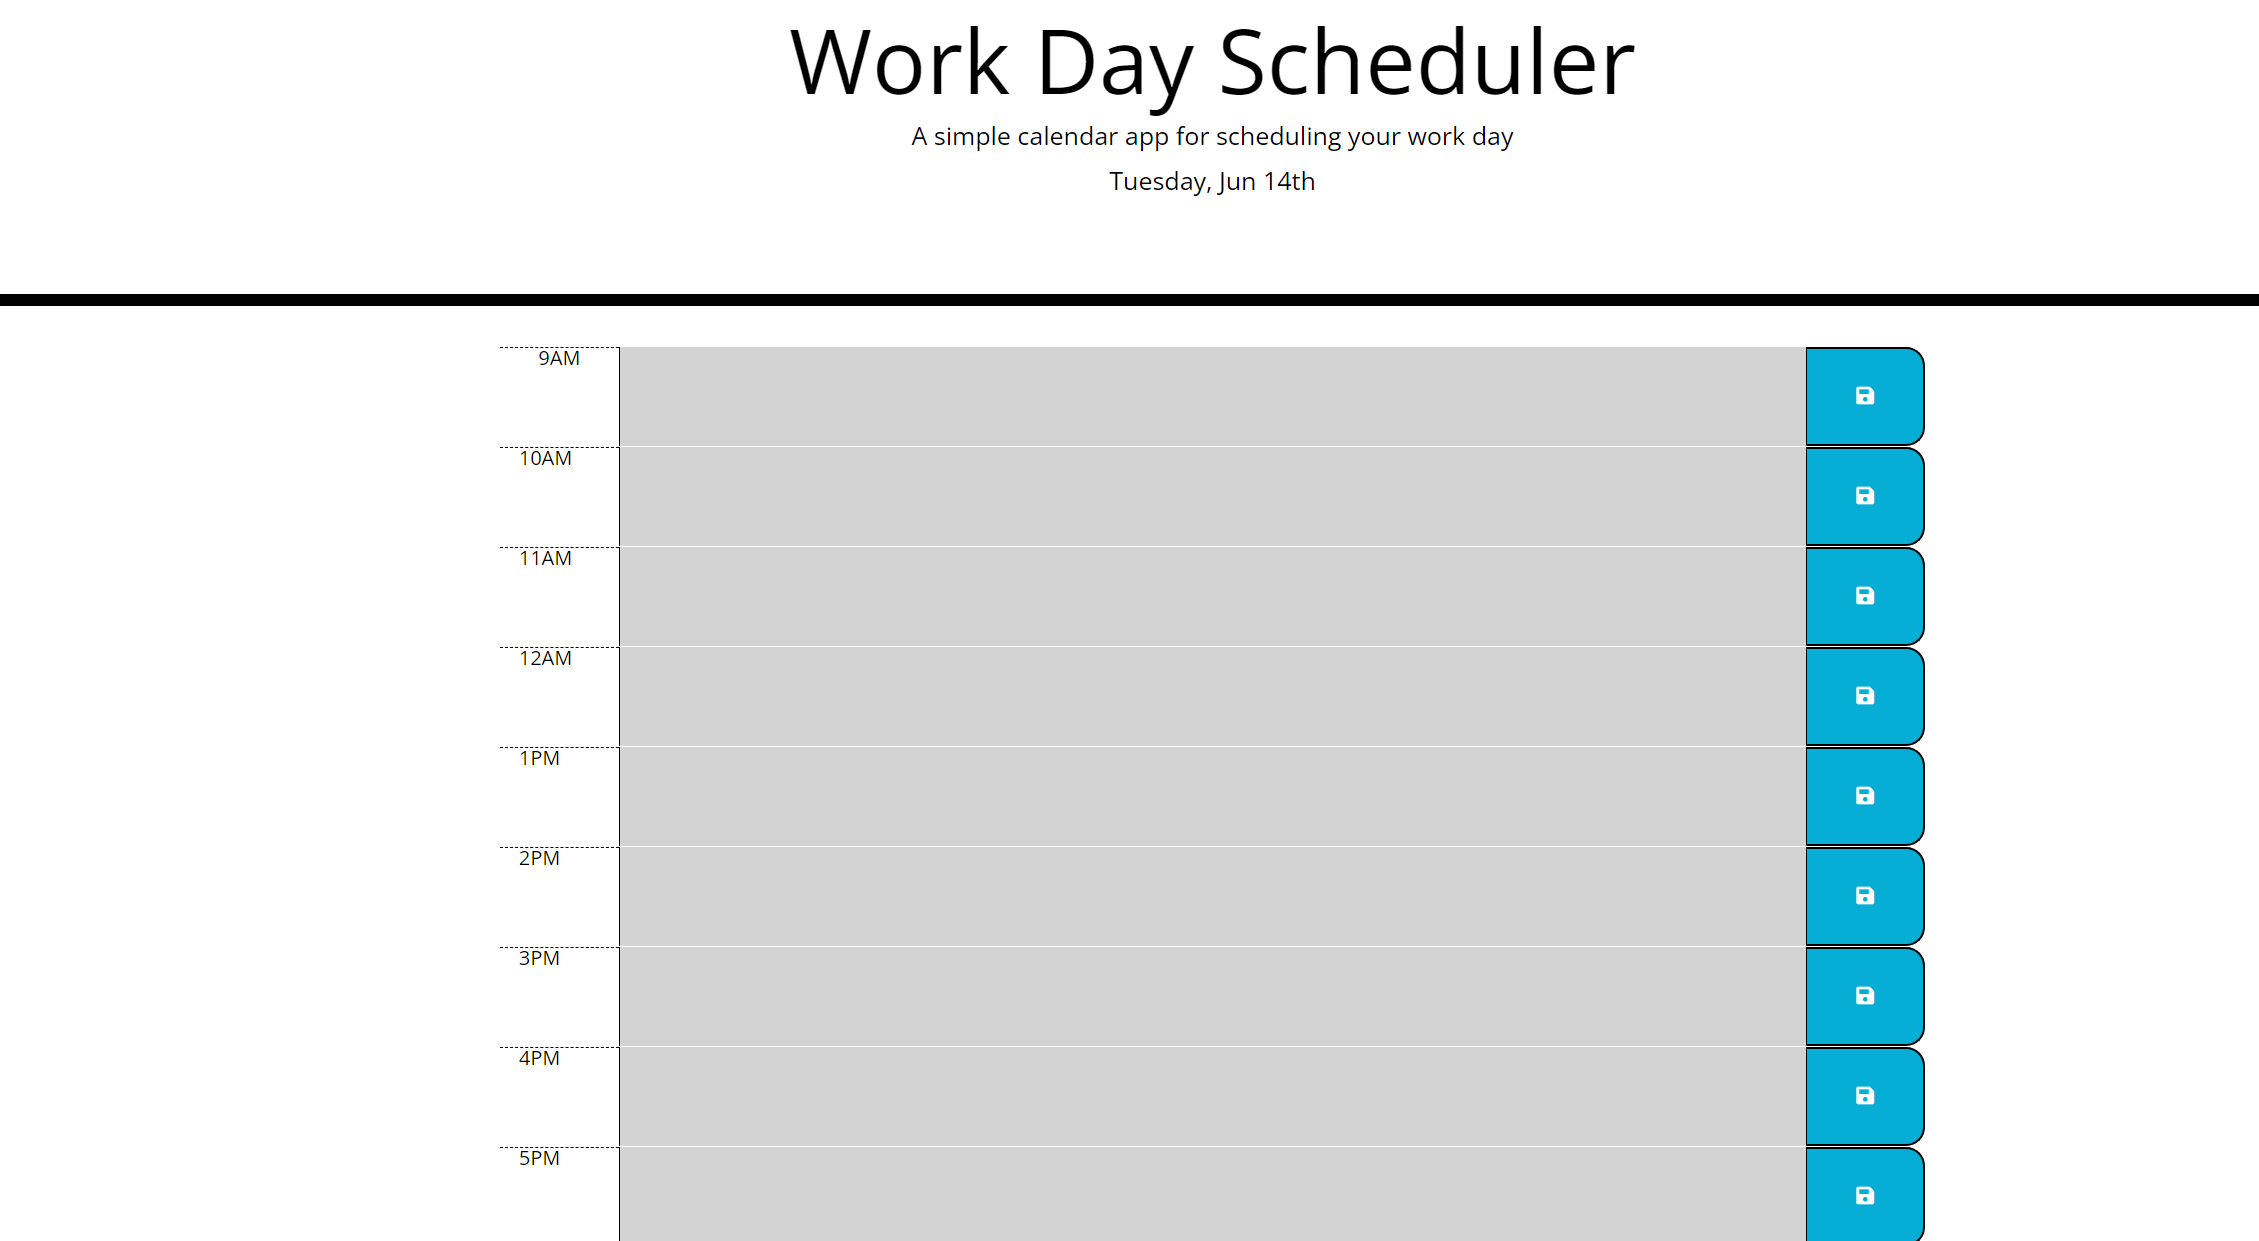 Work Day Scheduler
A simple calendar app for scheduling your work day
Tuesday, Jun 14th
9AM
10AM
11AM
12AM
1PM
2PM
3PM
4PM
5PM